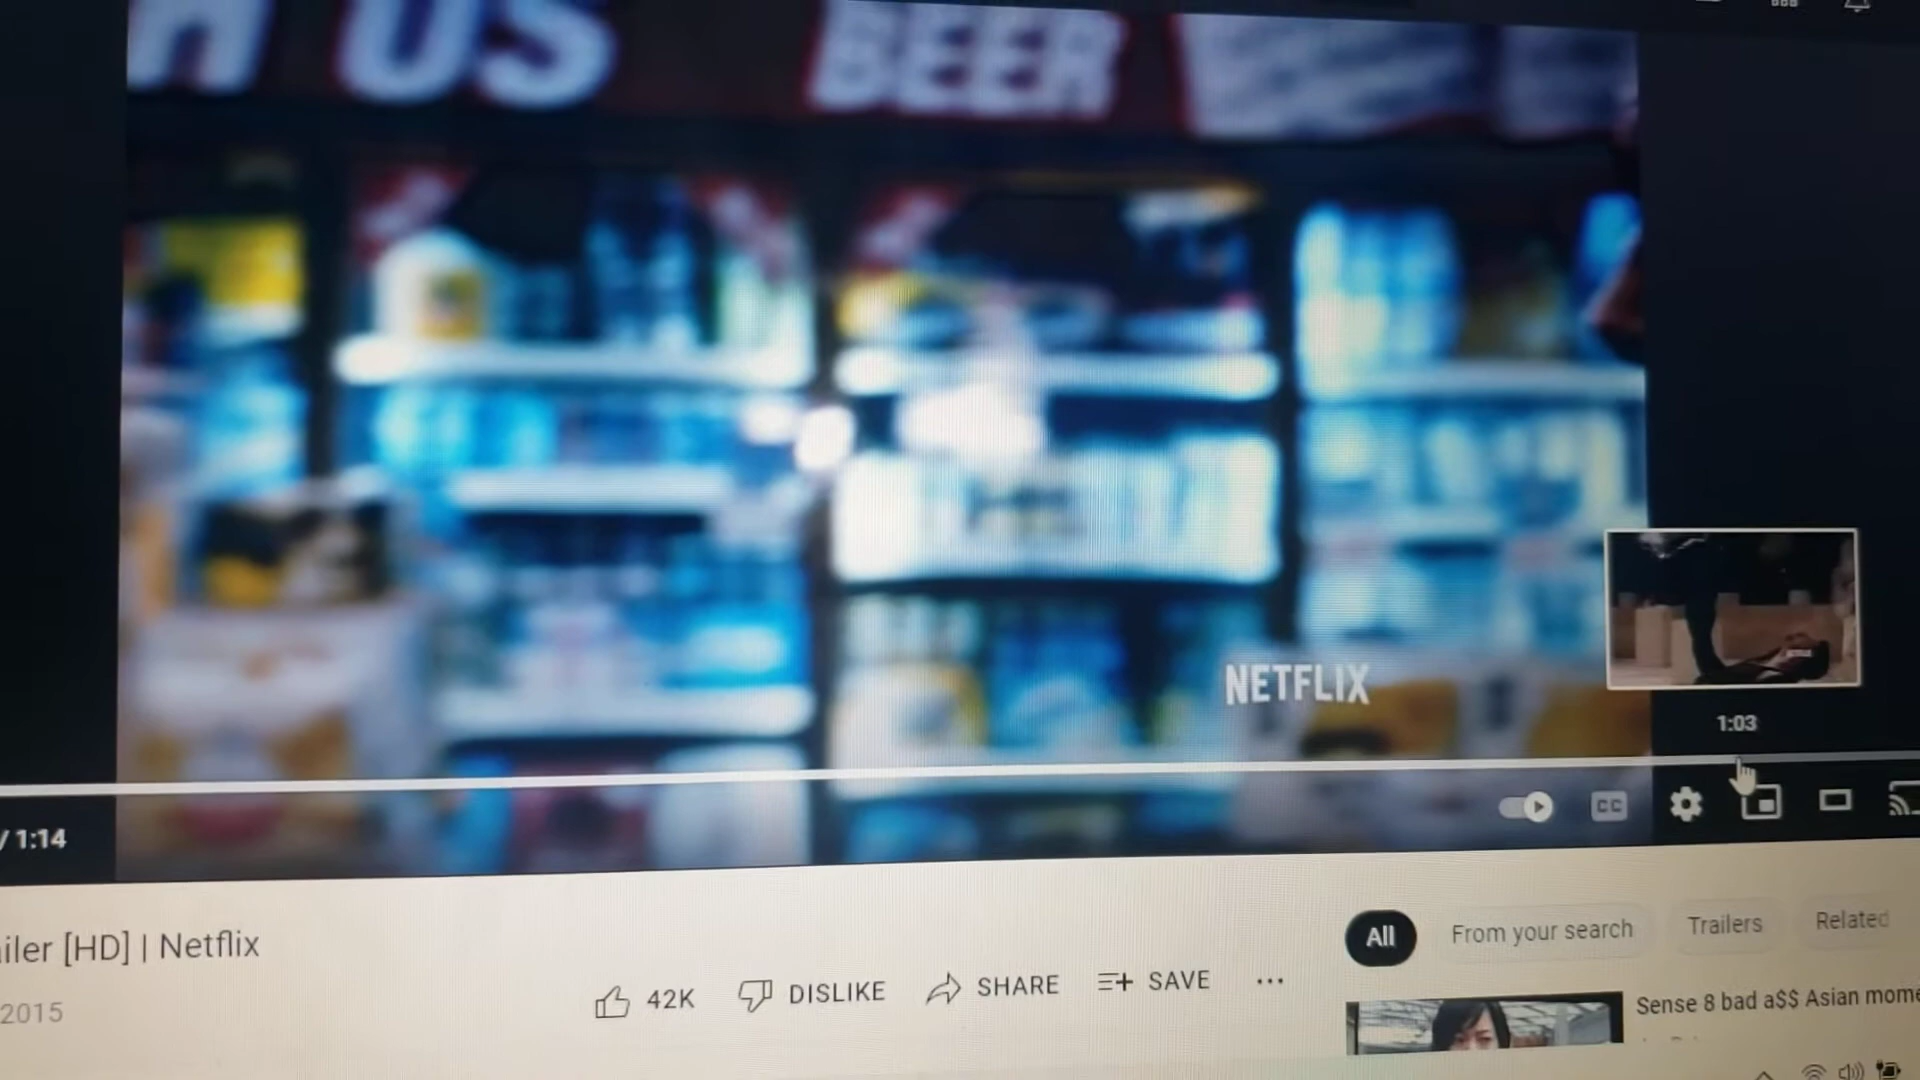 H US BEER
NETFLIX
1:03
/ 1:14
CC
iler [HD] | Netflix
2015
42K DISLIKE SHARE SAVE ...
All From your search Trailers Related
Sense 8 bad a$$ Asian mome